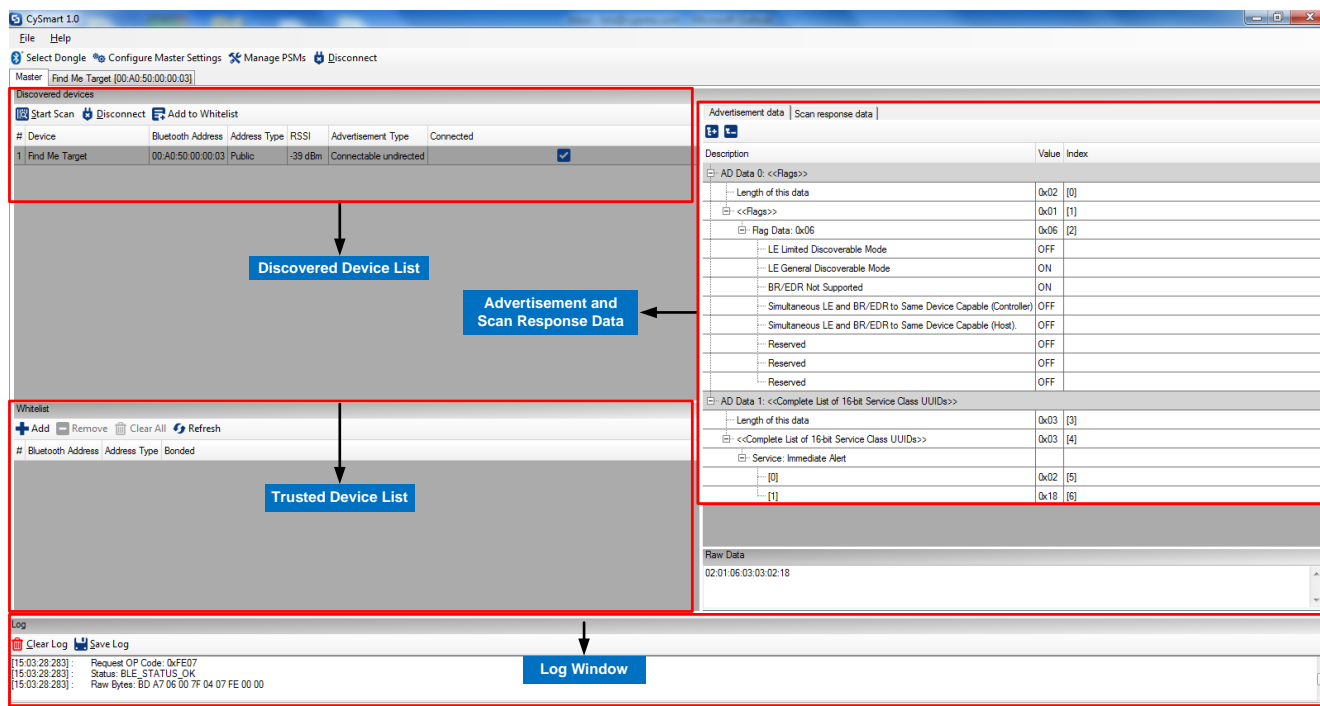 CySmart 1.0
File Help
Select Dongle Configure Master Settings Manage PSMs Disconnect
Master Find Me Target [00:A0:50:00:00:03]
Discovered devices
Start Scan Disconnect Add to Whitelist
# Device Bluetooth Address Address Type RSSI Advertisement Type Connected
1 Find Me Target 00:A0:50:00:00:03 Public -39 dBm Connectable undirected
Discovered Device List
Advertisement and
Scan Response Data
Whitelist
Add Remove Clear All Refresh
# Bluetooth Address Address Type Bonded
Trusted Device List
Advertisement data Scan response data
Description Value Index
AD Data 0: <<Flags>>
Length of this data 0x02 [0]
<<Flags>> 0x01 [1]
Flag Data: 0x06 0x06 [2]
LE Limited Discoverable Mode OFF
LE General Discoverable Mode ON
BR/EDR Not Supported ON
Simultaneous LE and BR/EDR to Same Device Capable (Controller) OFF
Simultaneous LE and BR/EDR to Same Device Capable (Host). OFF
Reserved OFF
Reserved OFF
Reserved OFF
AD Data 1: <<Complete List of 16-bit Service Class UUIDs>>
Length of this data 0x03 [3]
<<Complete List of 16-bit Service Class UUIDs>> 0x03 [4]
Service: Immediate Alert
[0] 0x02 [5]
[1] 0x18 [6]
Raw Data
02:01:06:03:03:02:18
Log
Clear Log Save Log
[15:03:28:283] : Request OP Code: 0xFE07
[15:03:28:283] : Status: BLE_STATUS_OK
[15:03:28:283] : Raw Bytes: BD A7 06 00 7F 04 07 FE 00 00
Log Window